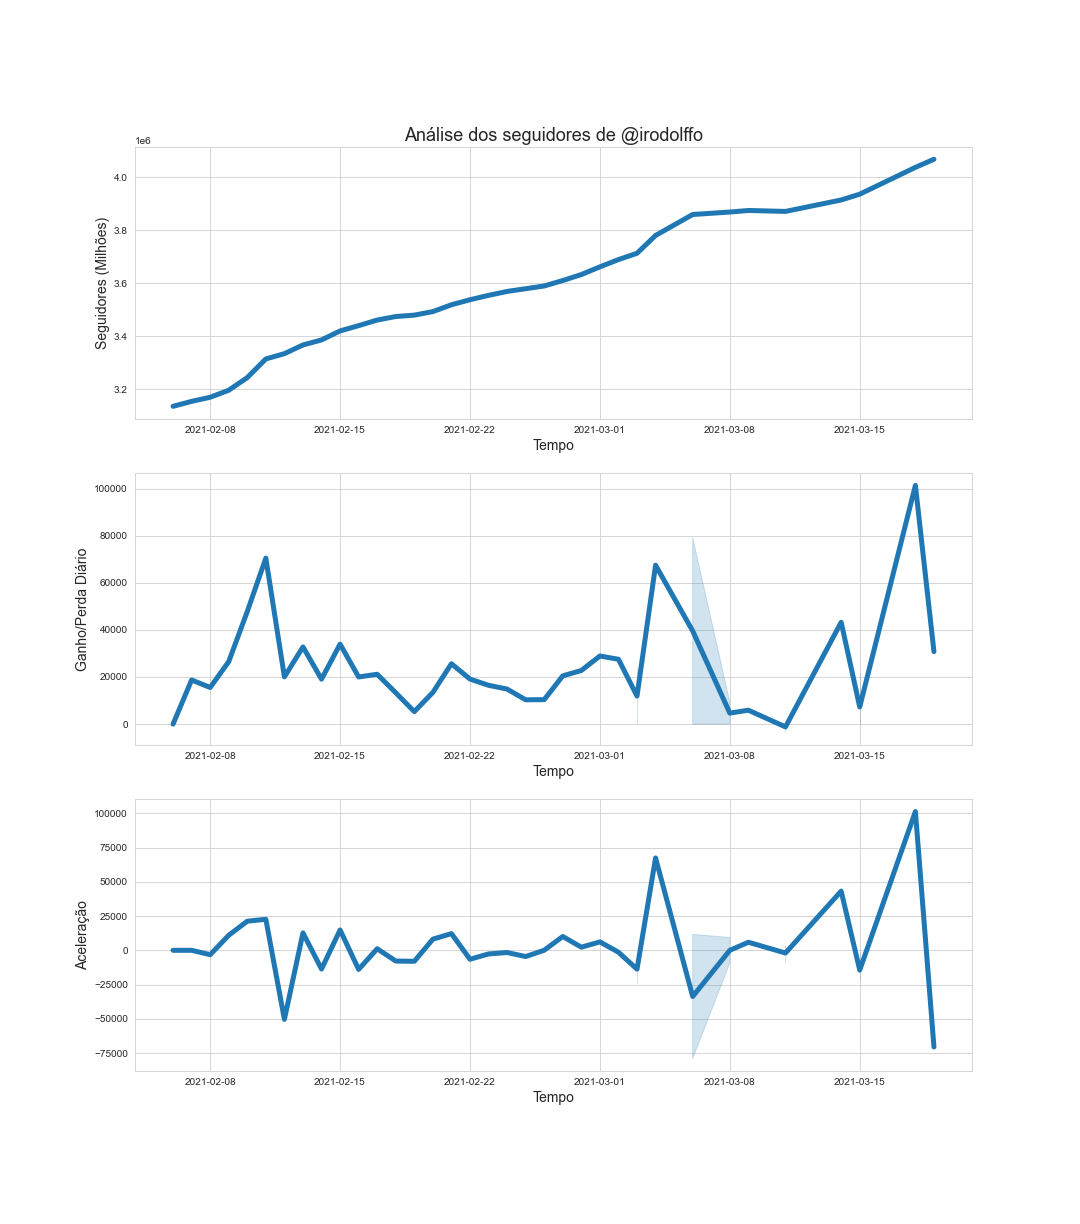 Análise dos seguidores de @irodolffo
1e6
4.0
3.8
3.6
3.4
3.2
Seguidores (Milhões)
2021-02-08 2021-02-15 2021-02-22 2021-03-01 2021-03-08 2021-03-15
Tempo
100000
80000
60000
40000
20000
0
Ganho/Perda Diário
2021-02-08 2021-02-15 2021-02-22 2021-03-01 2021-03-08 2021-03-15
Tempo
100000
75000
50000
25000
0
−25000
−50000
−75000
Aceleração
2021-02-08 2021-02-15 2021-02-22 2021-03-01 2021-03-08 2021-03-15
Tempo